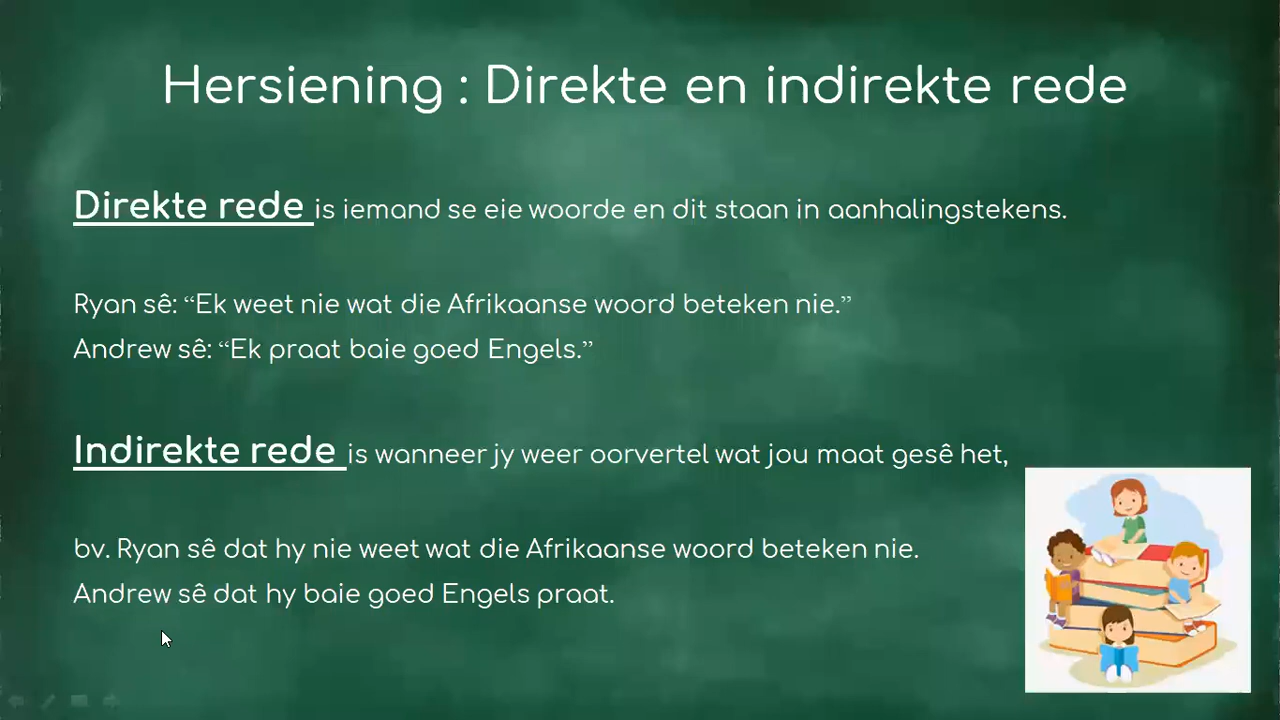 Hersiening : Direkte en indirekte rede
Direkte rede is iemand se eie woorde en dit staan in aanhalingstekens.
Ryan sê: “Ek weet nie wat die Afrikaanse woord beteken nie.”
Andrew sê: “Ek praat baie goed Engels.”
Indirekte rede is wanneer jy weer oorvertel wat jou maat gesê het,
bv. Ryan sê dat hy nie weet wat die Afrikaanse woord beteken nie.
Andrew sê dat hy baie goed Engels praat.